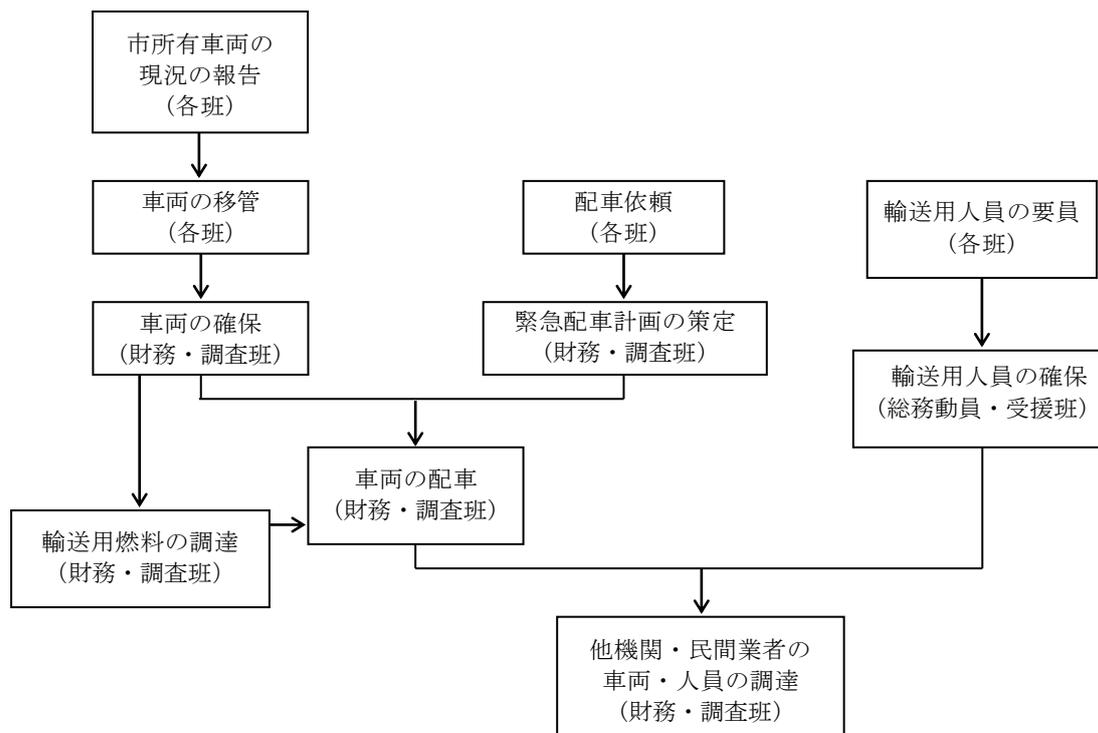 市所有車両の
現況の報告
（各班）
車両の移管
（各班）
配車依頼
（各班）
輸送用人員の要員
（各班）
車両の確保
（財務・調査班）
緊急配車計画の策定
（財務・調査班）
輸送用人員の確保
（総務動員・受援班）
車両の配車
（財務・調査班）
輸送用燃料の調達
（財務・調査班）
他機関・民間業者の
車両・人員の調達
（財務・調査班）